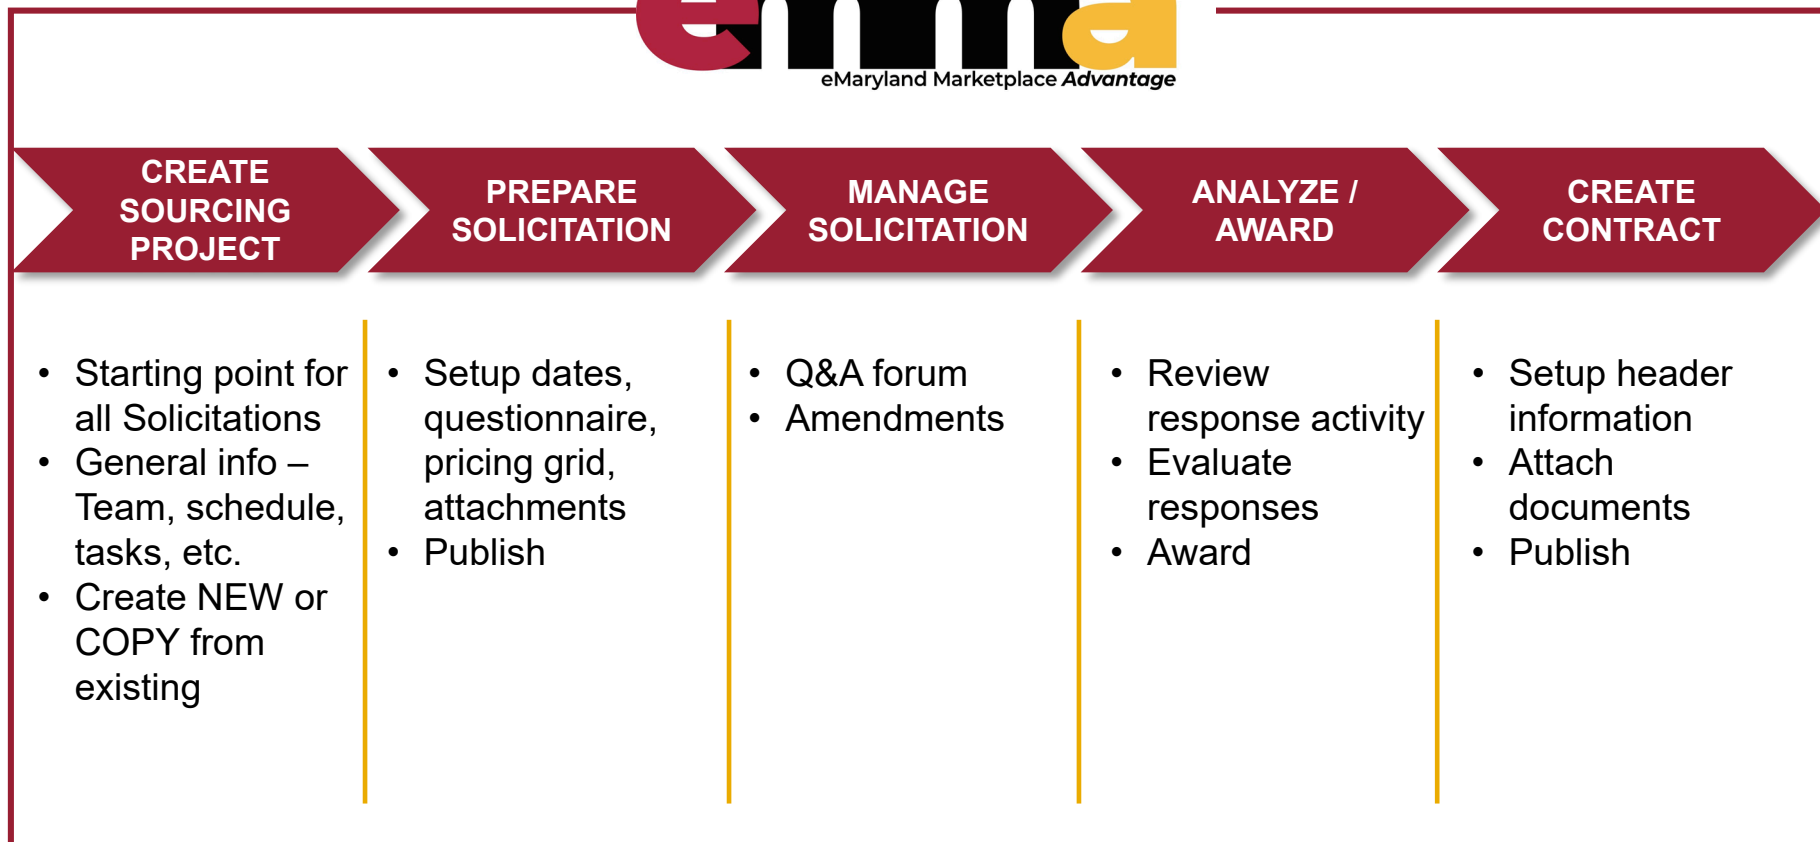 emma
eMaryland Marketplace Advantage
CREATE
SOURCING
PROJECT
PREPARE
SOLICITATION
MANAGE
SOLICITATION
ANALYZE /
AWARD
CREATE
CONTRACT
• Starting point for
all Solicitations
• General info –
Team, schedule,
tasks, etc.
• Create NEW or
COPY from
existing
• Setup dates,
questionnaire,
pricing grid,
attachments
• Publish
• Q&A forum
• Amendments
• Review
response activity
• Evaluate
responses
• Award
• Setup header
information
• Attach
documents
• Publish